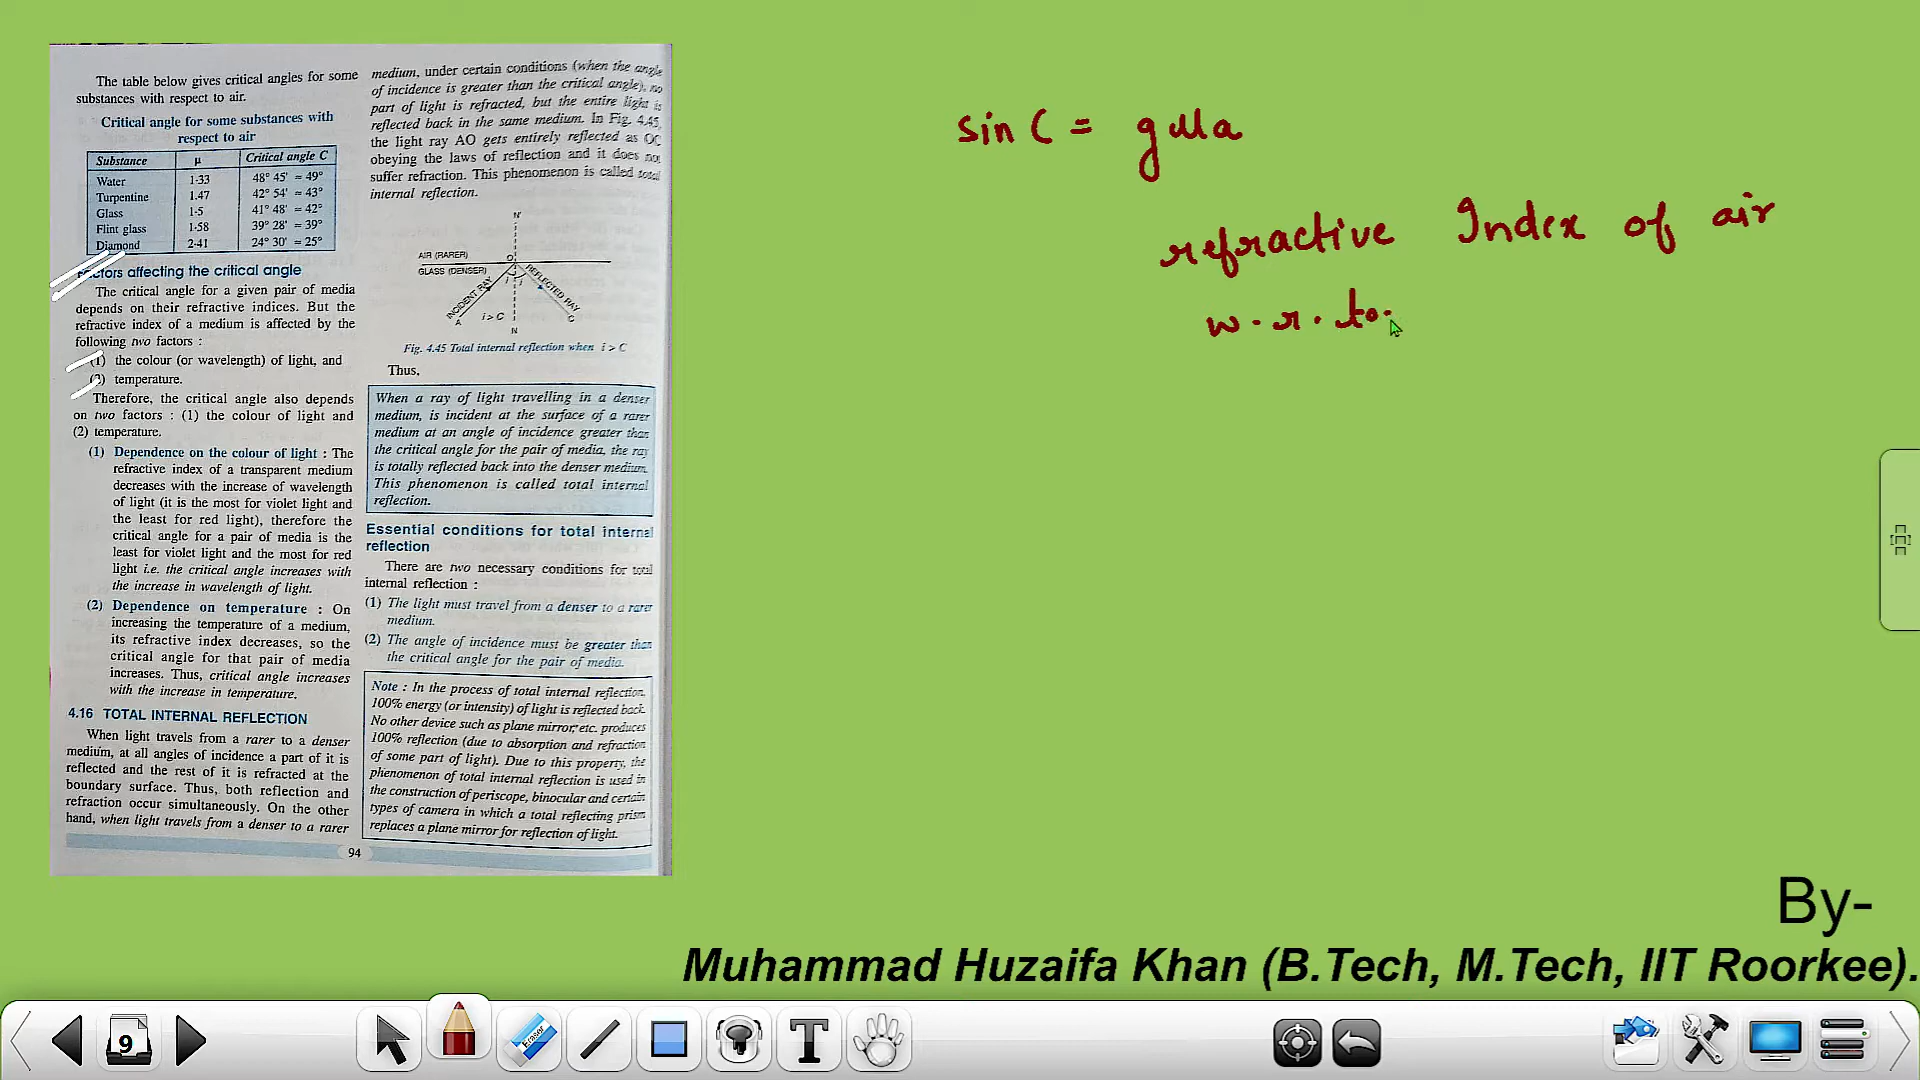 The table below gives critical angles for some
substances with respect to air.
Critical angle for some substances with
respect to air
Substance μ Critical angle C
Water 1·33 48° 45' = 49°
Turpentine 1.47 42° 54' = 43°
Glass 1·5 41° 48' = 42°
Flint glass 1·58 39° 28' = 39°
Diamond 2·41 24° 30' = 25°
Factors affecting the critical angle
The critical angle for a given pair of media
depends on their refractive indices. But the
refractive index of a medium is affected by the
following two factors :
(1) the colour (or wavelength) of light, and
(2) temperature.
Therefore, the critical angle also depends
on two factors : (1) the colour of light and
(2) temperature.
(1) Dependence on the colour of light : The
refractive index of a transparent medium
decreases with the increase of wavelength
of light (it is the most for violet light and
the least for red light), therefore the
critical angle for a pair of media is the
least for violet light and the most for red
light i.e. the critical angle increases with
the increase in wavelength of light.
(2) Dependence on temperature : On
increasing the temperature of a medium,
its refractive index decreases, so the
critical angle for that pair of media
increases. Thus, critical angle increases
with the increase in temperature.
4.16 TOTAL INTERNAL REFLECTION
When light travels from a rarer to a denser
medium, at all angles of incidence a part of it is
reflected and the rest of it is refracted at the
boundary surface. Thus, both reflection and
refraction occur simultaneously. On the other
hand, when light travels from a denser to a rarer
medium, under certain conditions (when the angle
of incidence is greater than the critical angle), no
part of light is refracted, but the entire light is
reflected back in the same medium. In Fig. 4.45,
the light ray AO gets entirely reflected as OC
obeying the laws of reflection and it does not
suffer refraction. This phenomenon is called total
internal reflection.
N'
AIR (RARER)
O
GLASS (DENSER)
i i
INCIDENT RAY
REFLECTED RAY
A i > C C
N
Fig. 4.45 Total internal reflection when i > C
Thus,
When a ray of light travelling in a denser
medium, is incident at the surface of a rarer
medium at an angle of incidence greater than
the critical angle for the pair of media, the ray
is totally reflected back into the denser medium.
This phenomenon is called total internal
reflection.
Essential conditions for total internal
reflection
There are two necessary conditions for total
internal reflection :
(1) The light must travel from a denser to a rarer
medium.
(2) The angle of incidence must be greater than
the critical angle for the pair of media.
Note : In the process of total internal reflection,
100% energy (or intensity) of light is reflected back.
No other device such as plane mirror, etc. produces
100% reflection (due to absorption and refraction
of some part of light). Due to this property, the
phenomenon of total internal reflection is used in
the construction of periscope, binocular and certain
types of camera in which a total reflecting prism
replaces a plane mirror for reflection of light.
94
sin C = gμa
refractive Index of air
w.r.to.
By-
Muhammad Huzaifa Khan (B.Tech, M.Tech, IIT Roorkee).
9
Eraser
T